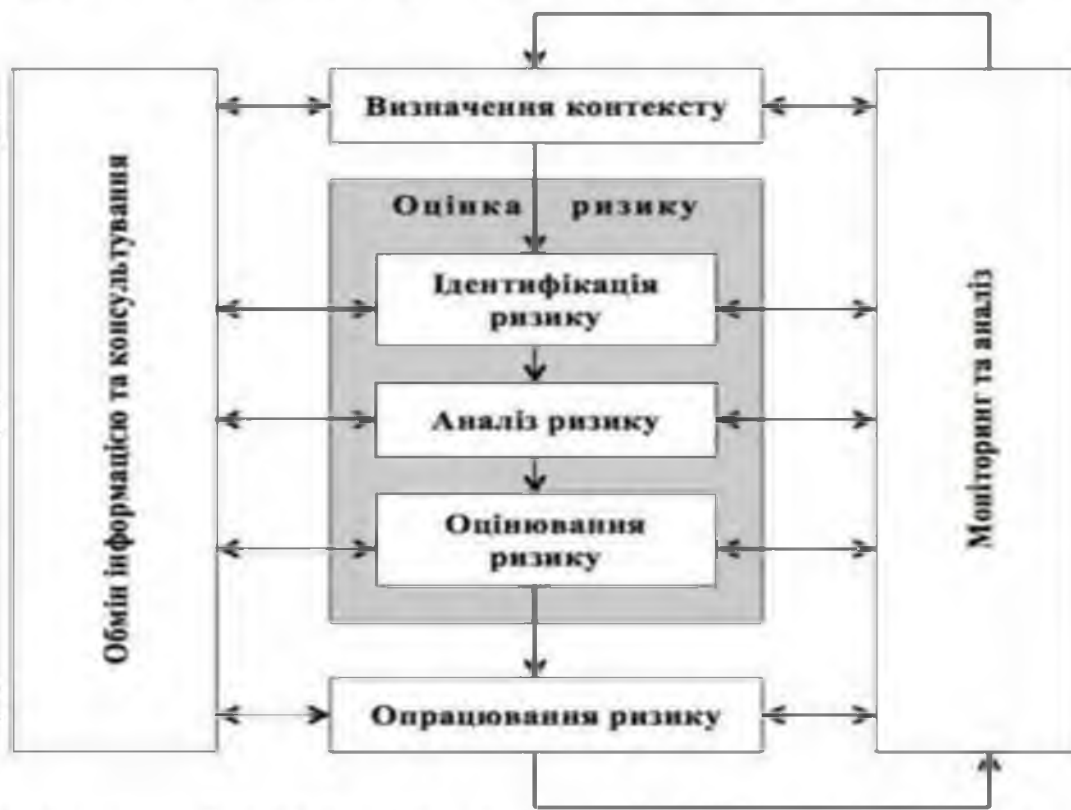 Визначення контексту
Оцінка ризику
Ідентифікація
ризику
Аналіз ризику
Оцінювання
ризику
Опрацювання ризику
Обмін інформацією та консультування
Моніторинг та аналіз